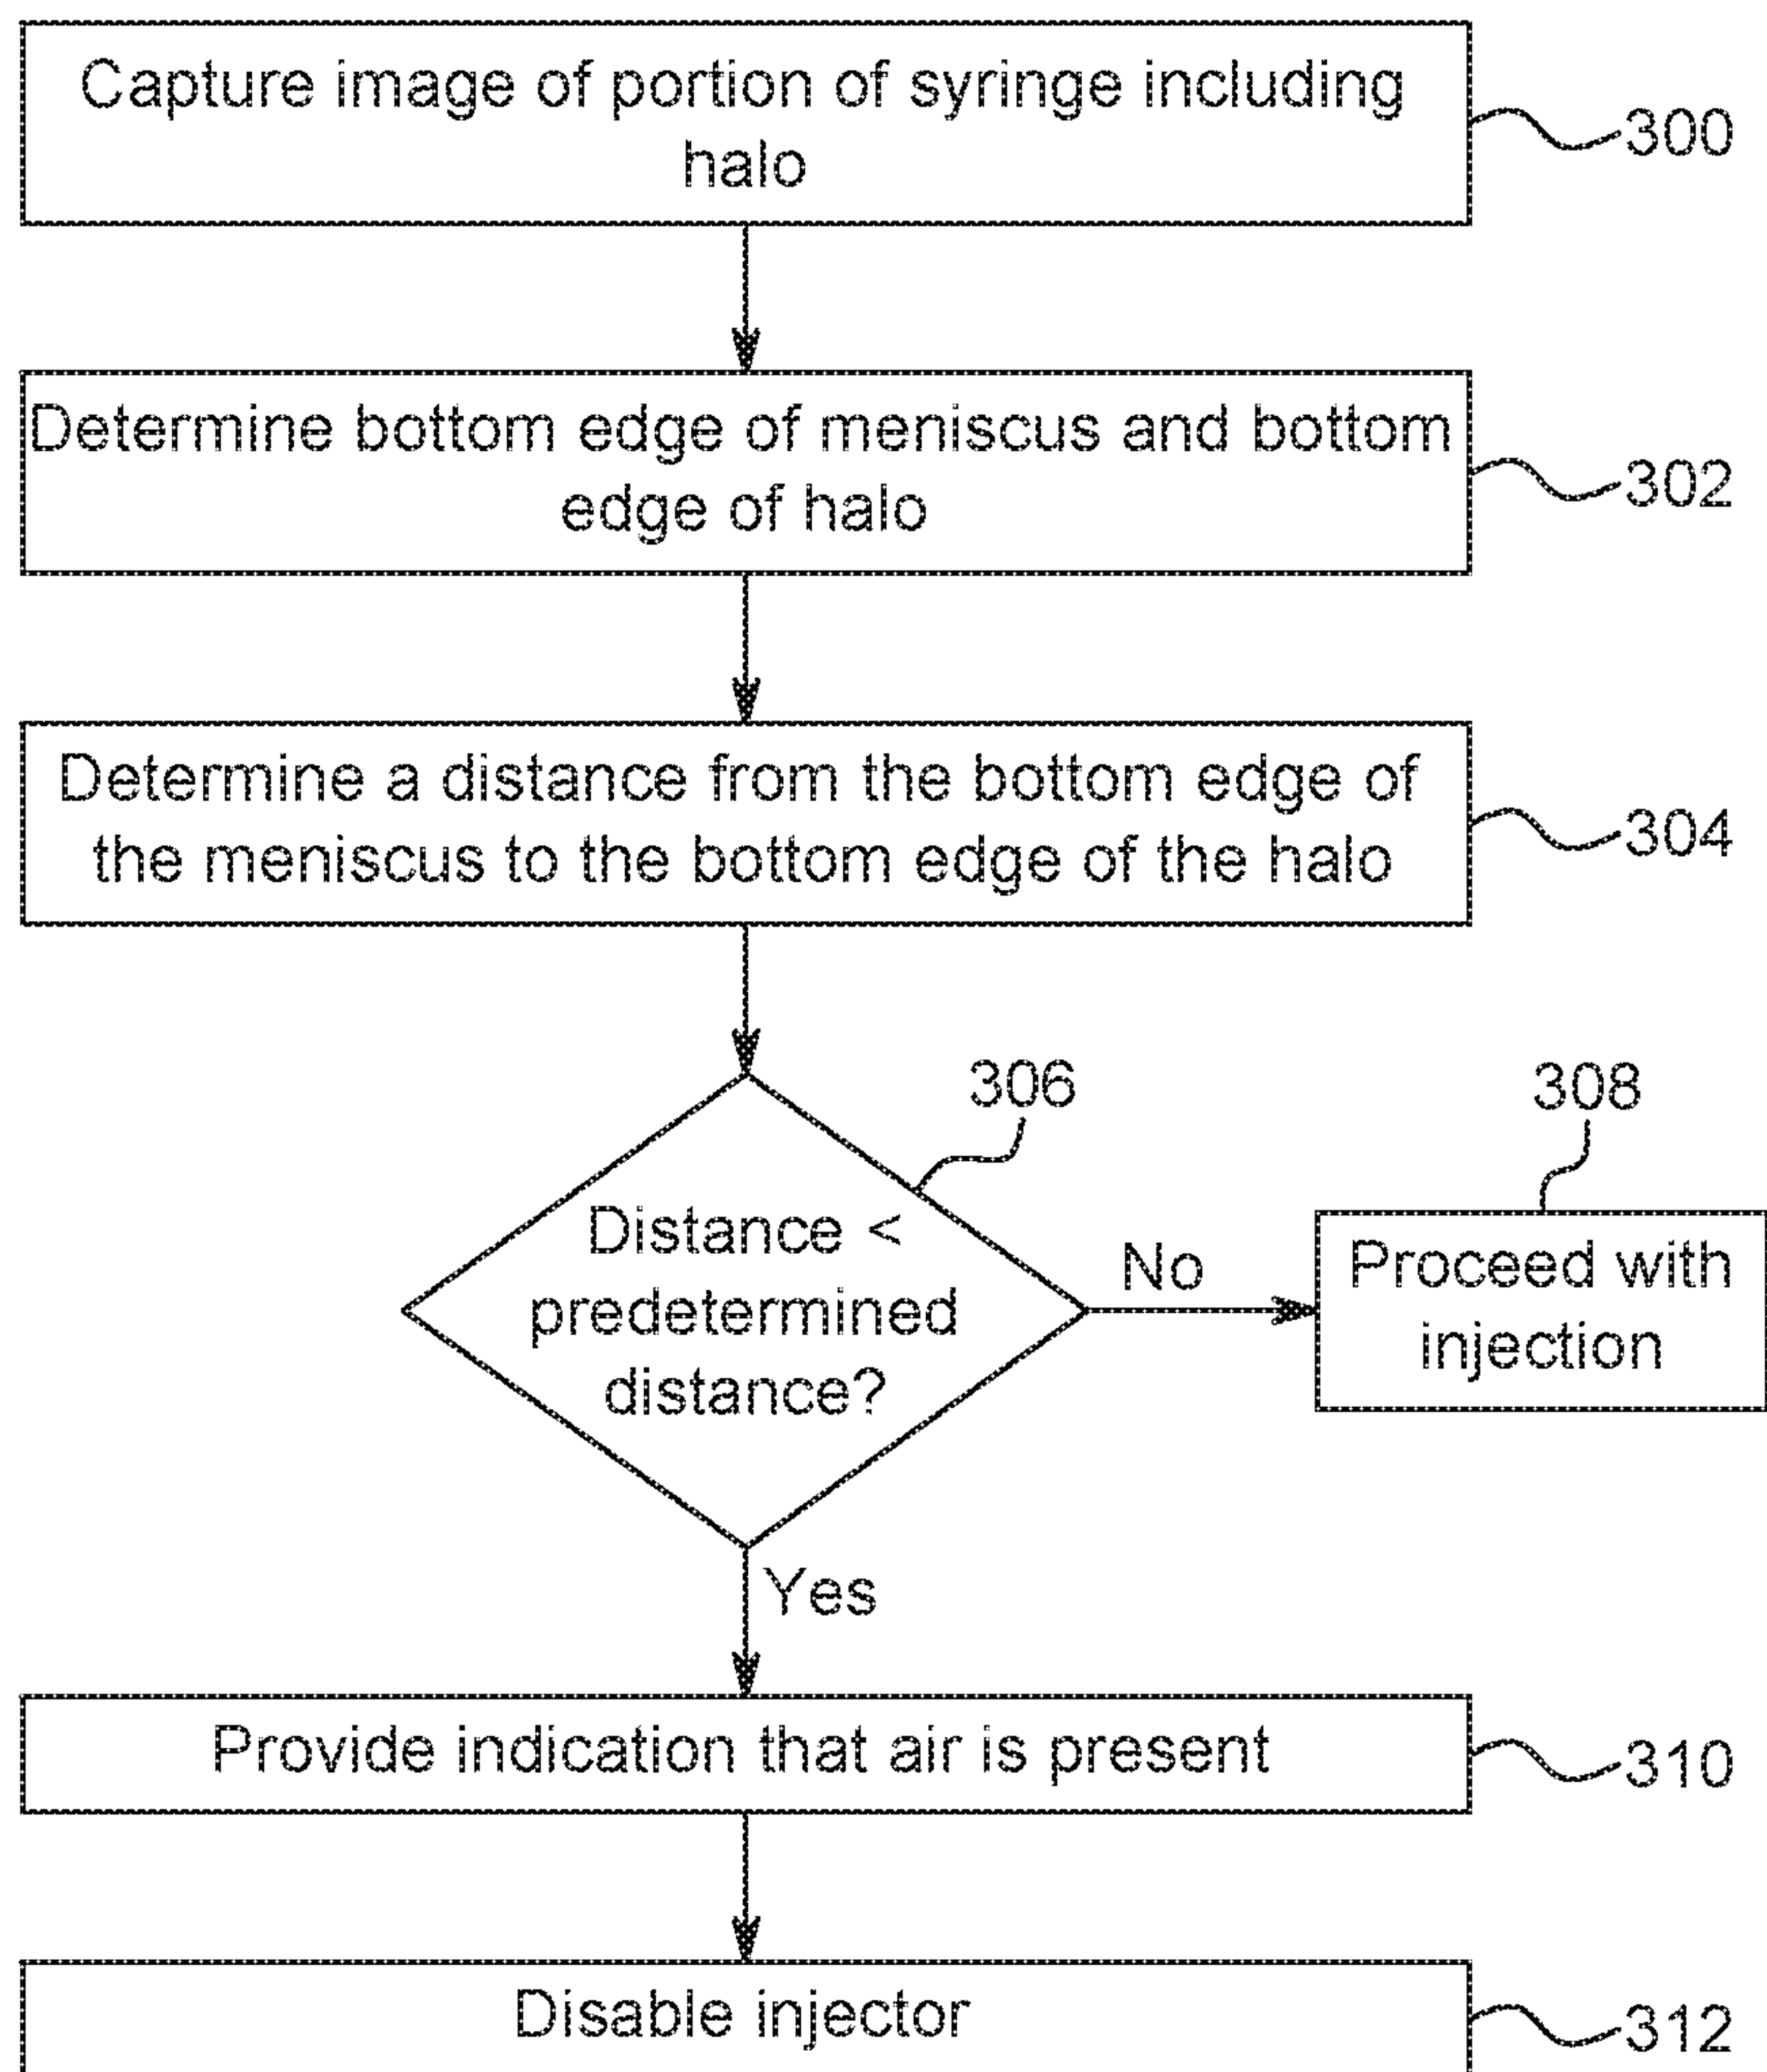 Capture image of portion of syringe including
halo
300
Determine bottom edge of meniscus and bottom
edge of halo
302
Determine a distance from the bottom edge of
the meniscus to the bottom edge of the halo
304
306
308
Distance <
predetermined
distance?
No
Proceed with
injection
Yes
Provide indication that air is present
310
Disable injector
312